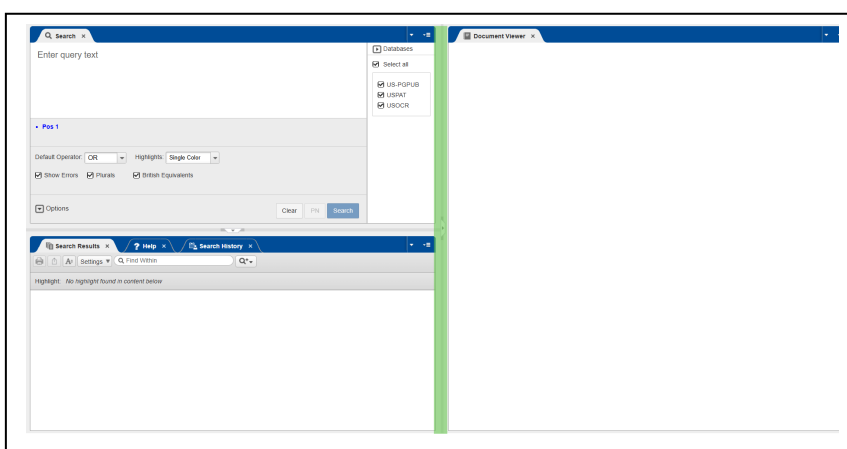 Search ×
Enter query text
Databases
Select all
US-PGPUB
USPAT
USOCR
Pos 1
Default Operator: OR Highlights: Single Color
Show Errors Plurals British Equivalents
Options
Clear PN Search
Document Viewer ×
Search Results × ? Help × Search History ×
Settings Find Within
Highlight: No highlight found in content below